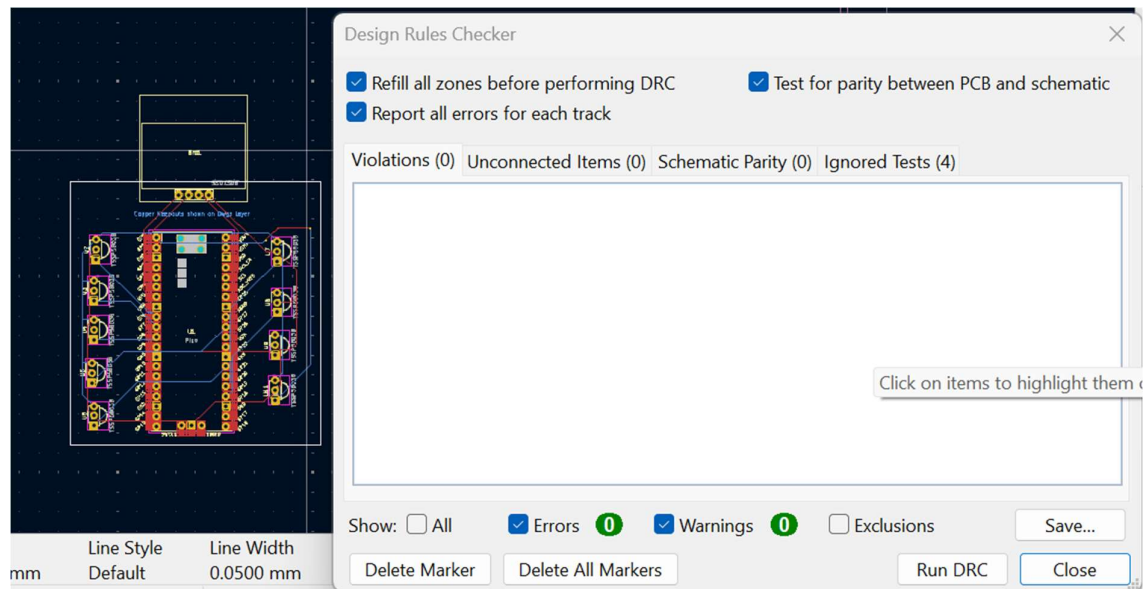 Design Rules Checker
Refill all zones before performing DRC
Test for parity between PCB and schematic
Report all errors for each track
Violations (0) Unconnected Items (0) Schematic Parity (0) Ignored Tests (4)
Copper Keepouts shown on Dwgs layer
U1
Pico
Click on items to highlight them
Show: All Errors 0 Warnings 0 Exclusions Save...
Line Style Line Width
mm Default 0.0500 mm
Delete Marker Delete All Markers Run DRC Close